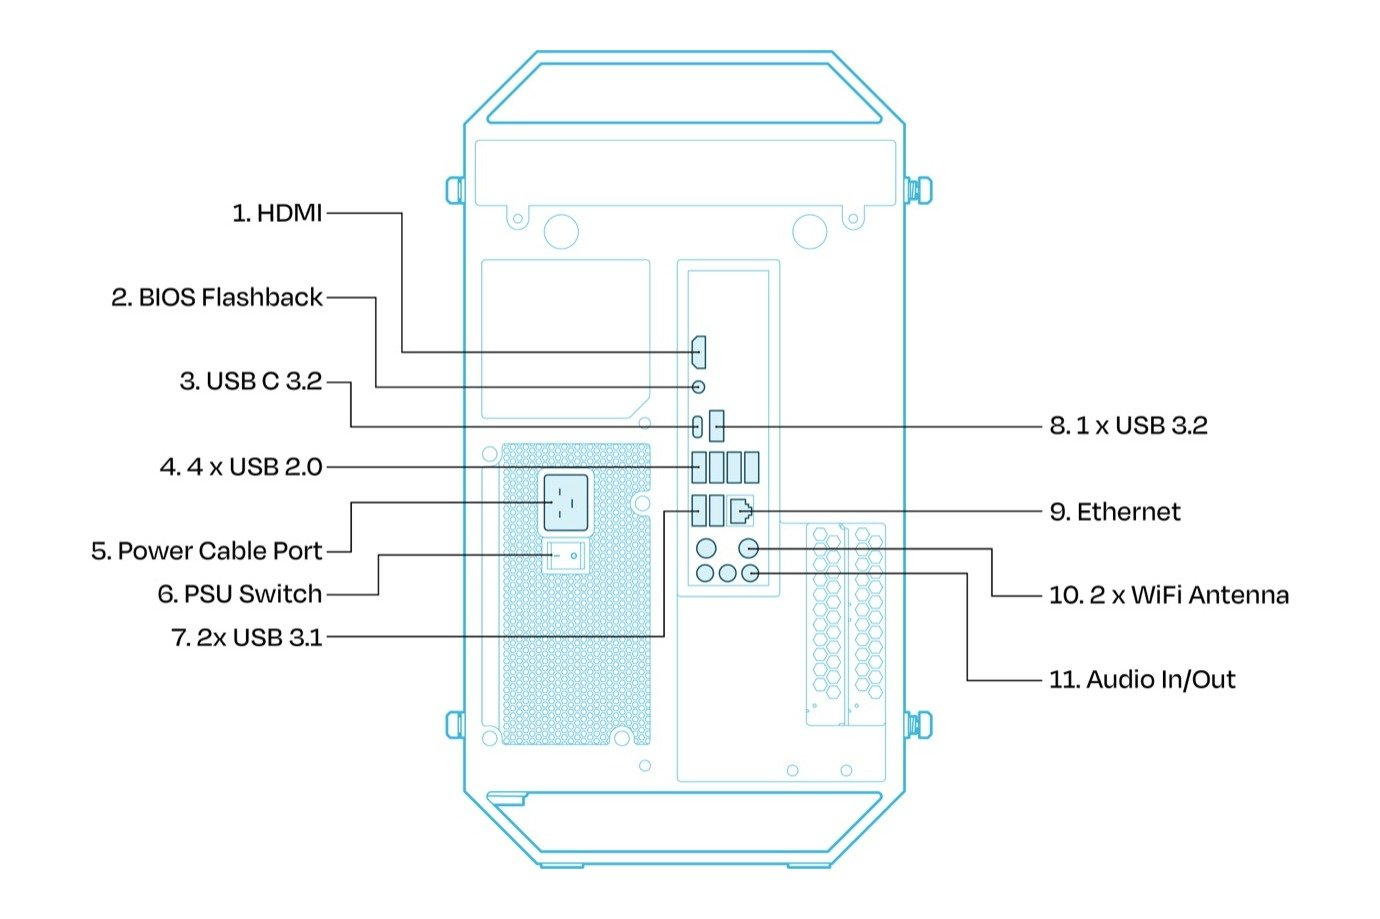 1. HDMI
2. BIOS Flashback
3. USB C 3.2
4. 4 x USB 2.0
5. Power Cable Port
6. PSU Switch
7. 2x USB 3.1
8. 1 x USB 3.2
9. Ethernet
10. 2 x WiFi Antenna
11. Audio In/Out